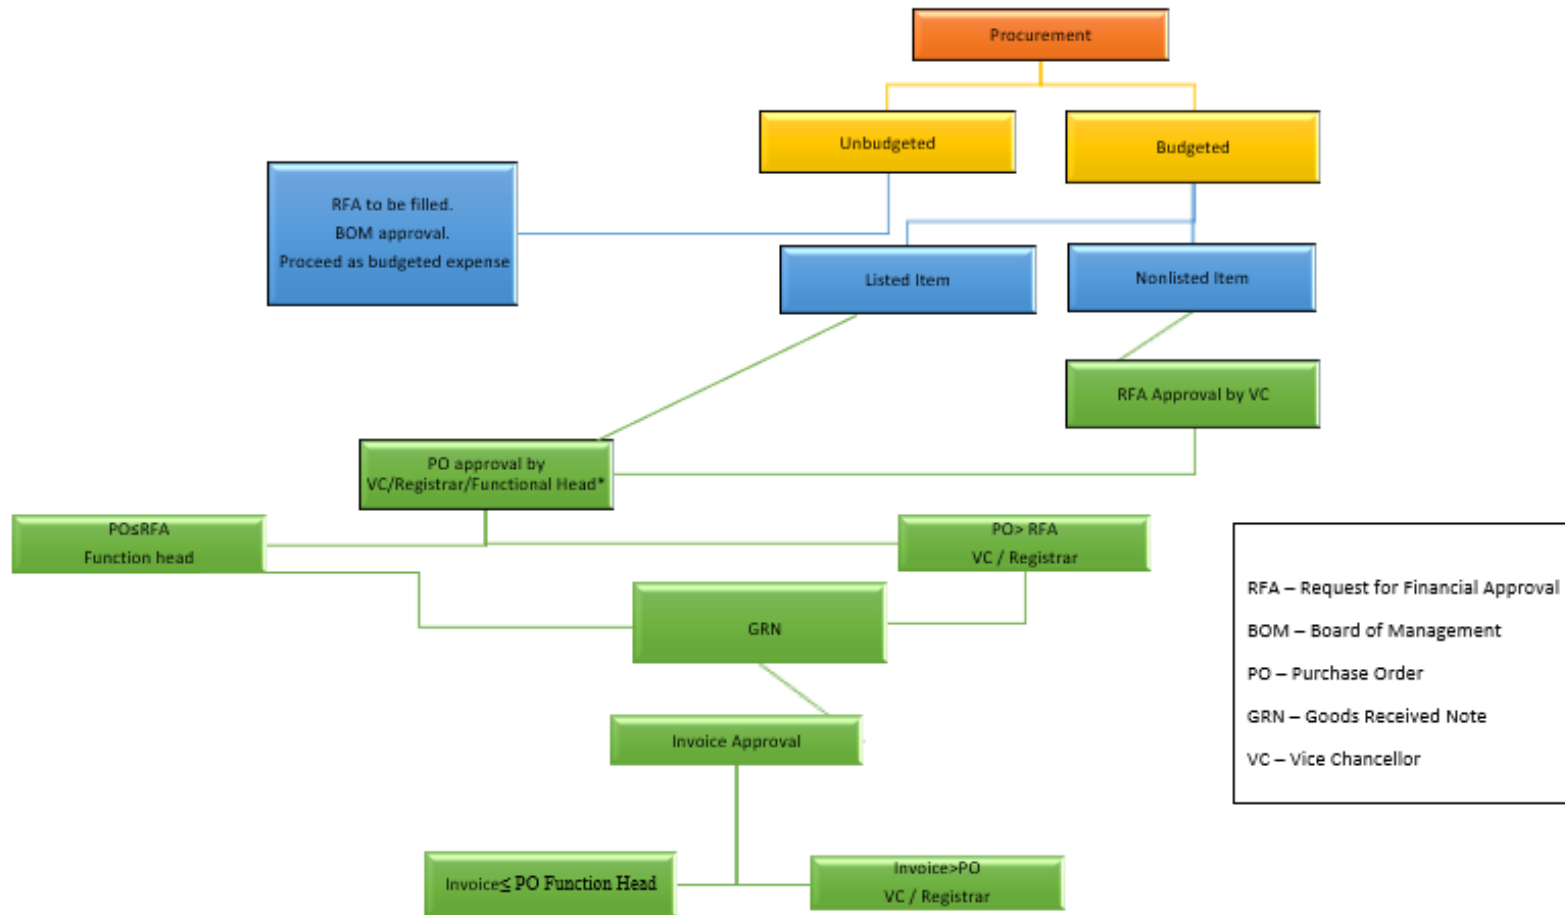 Procurement
Unbudgeted
Budgeted
RFA to be filled.
BOM approval.
Proceed as budgeted expense
Listed Item
Nonlisted Item
RFA Approval by VC
PO approval by
VC/Registrar/Functional Head*
PO≤RFA
Function head
PO> RFA
VC / Registrar
GRN
Invoice Approval
Invoice≤ PO Function Head
Invoice>PO
VC / Registrar
RFA – Request for Financial Approval
BOM – Board of Management
PO – Purchase Order
GRN – Goods Received Note
VC – Vice Chancellor